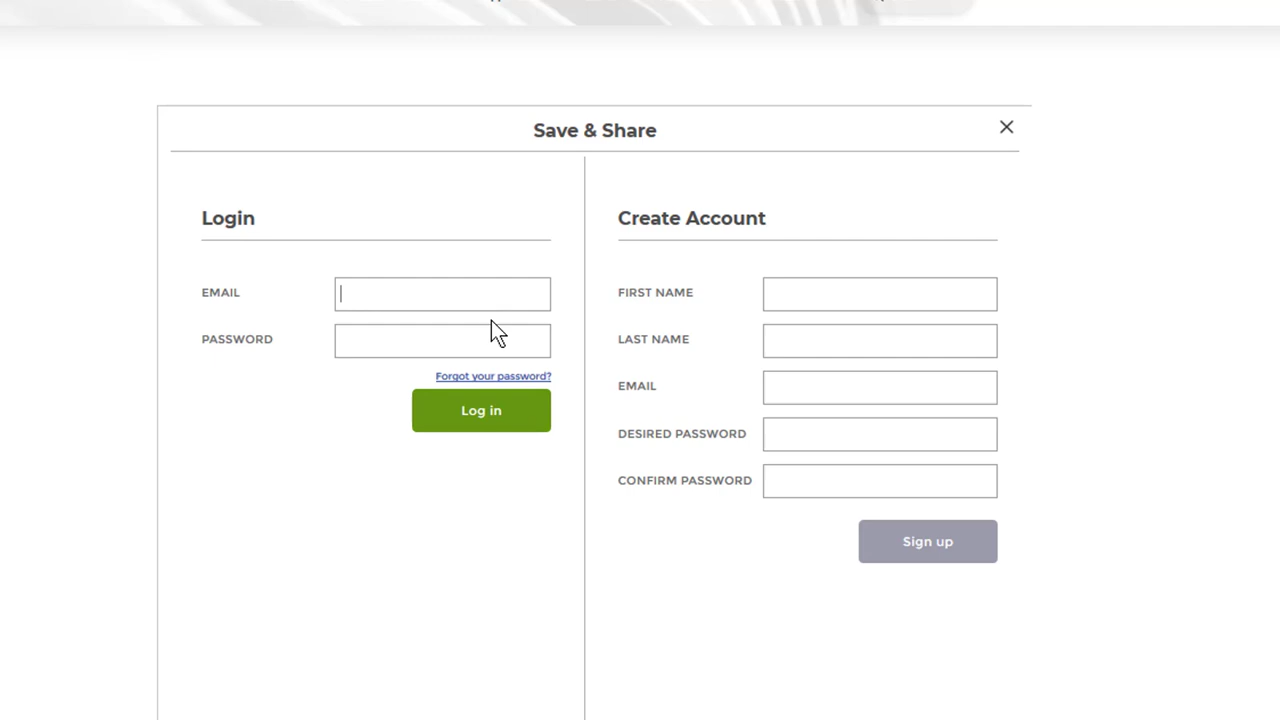 Save & Share
Login
EMAIL
PASSWORD
Forgot your password?
Log in
Create Account
FIRST NAME
LAST NAME
EMAIL
DESIRED PASSWORD
CONFIRM PASSWORD
Sign up